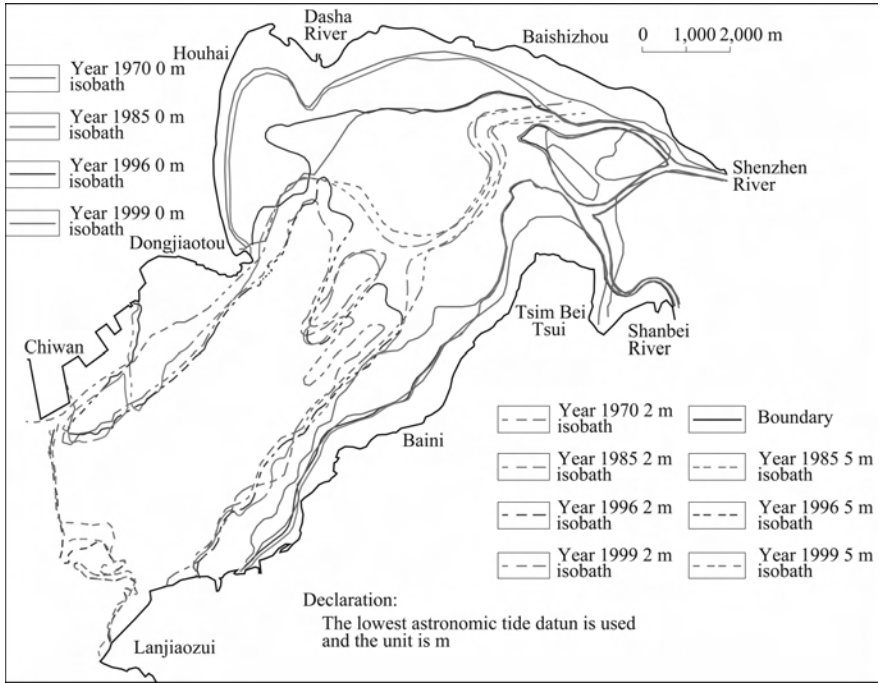 Dasha
River
Baishizhou
0 1,000 2,000 m
Houhai
Year 1970 0 m
isobath
Year 1985 0 m
isobath
Year 1996 0 m
isobath
Year 1999 0 m
isobath
Shenzhen
River
Dongjiaotou
Tsim Bei
Tsui
Shanbei
River
Chiwan
Baini
Year 1970 2 m
isobath
Boundary
Year 1985 2 m
isobath
Year 1985 5 m
isobath
Year 1996 2 m
isobath
Year 1996 5 m
isobath
Year 1999 2 m
isobath
Year 1999 5 m
isobath
Declaration:
The lowest astronomic tide datun is used
and the unit is m
Lanjiaozui